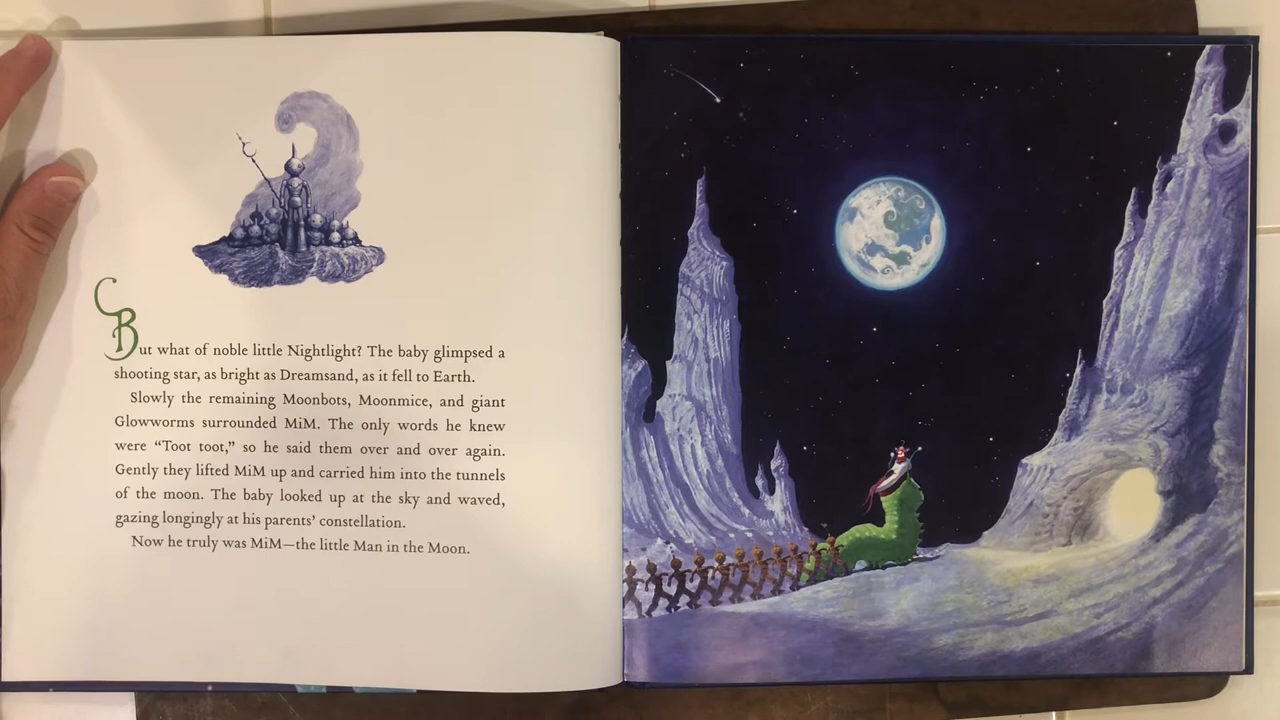 But what of noble little Nightlight? The baby glimpsed a
shooting star, as bright as Dreamsand, as it fell to Earth.
Slowly the remaining Moonbots, Moonmice, and giant
Glowworms surrounded MiM. The only words he knew
were “Toot toot,” so he said them over and over again.
Gently they lifted MiM up and carried him into the tunnels
of the moon. The baby looked up at the sky and waved,
gazing longingly at his parents’ constellation.
Now he truly was MiM—the little Man in the Moon.